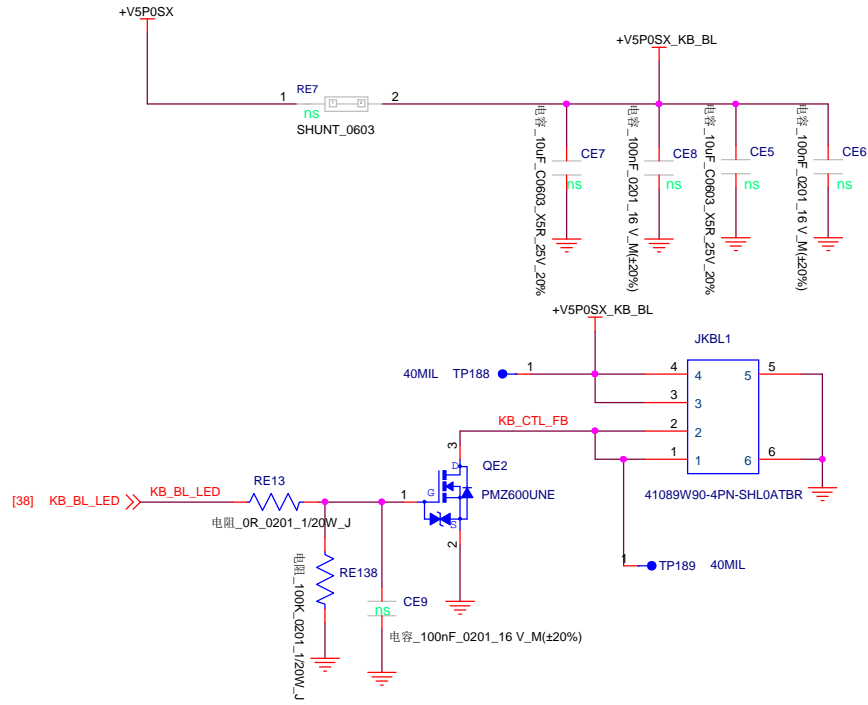 +V5P0SX
+V5P0SX_KB_BL
RE7
1
ns
2
SHUNT_0603
电容_10uF_C0603_X5R_25V_20%
CE7
ns
电容_100nF_0201_16 V_M(±20%)
CE8
ns
电容_10uF_C0603_X5R_25V_20%
CE5
ns
电容_100nF_0201_16 V_M(±20%)
CE6
ns
+V5P0SX_KB_BL
JKBL1
40MIL
TP188
1
4
4
5
5
3
3
KB_CTL_FB
2
2
1
1
6
6
41089W90-4PN-SHL0ATBR
3
D
QE2
G
PMZ600UNE
S
1
2
[38]
KB_BL_LED
KB_BL_LED
RE13
电阻_0R_0201_1/20W_J
RE138
电阻_100K_0201_1/20W_J
ns
CE9
电容_100nF_0201_16 V_M(±20%)
1
TP189
40MIL